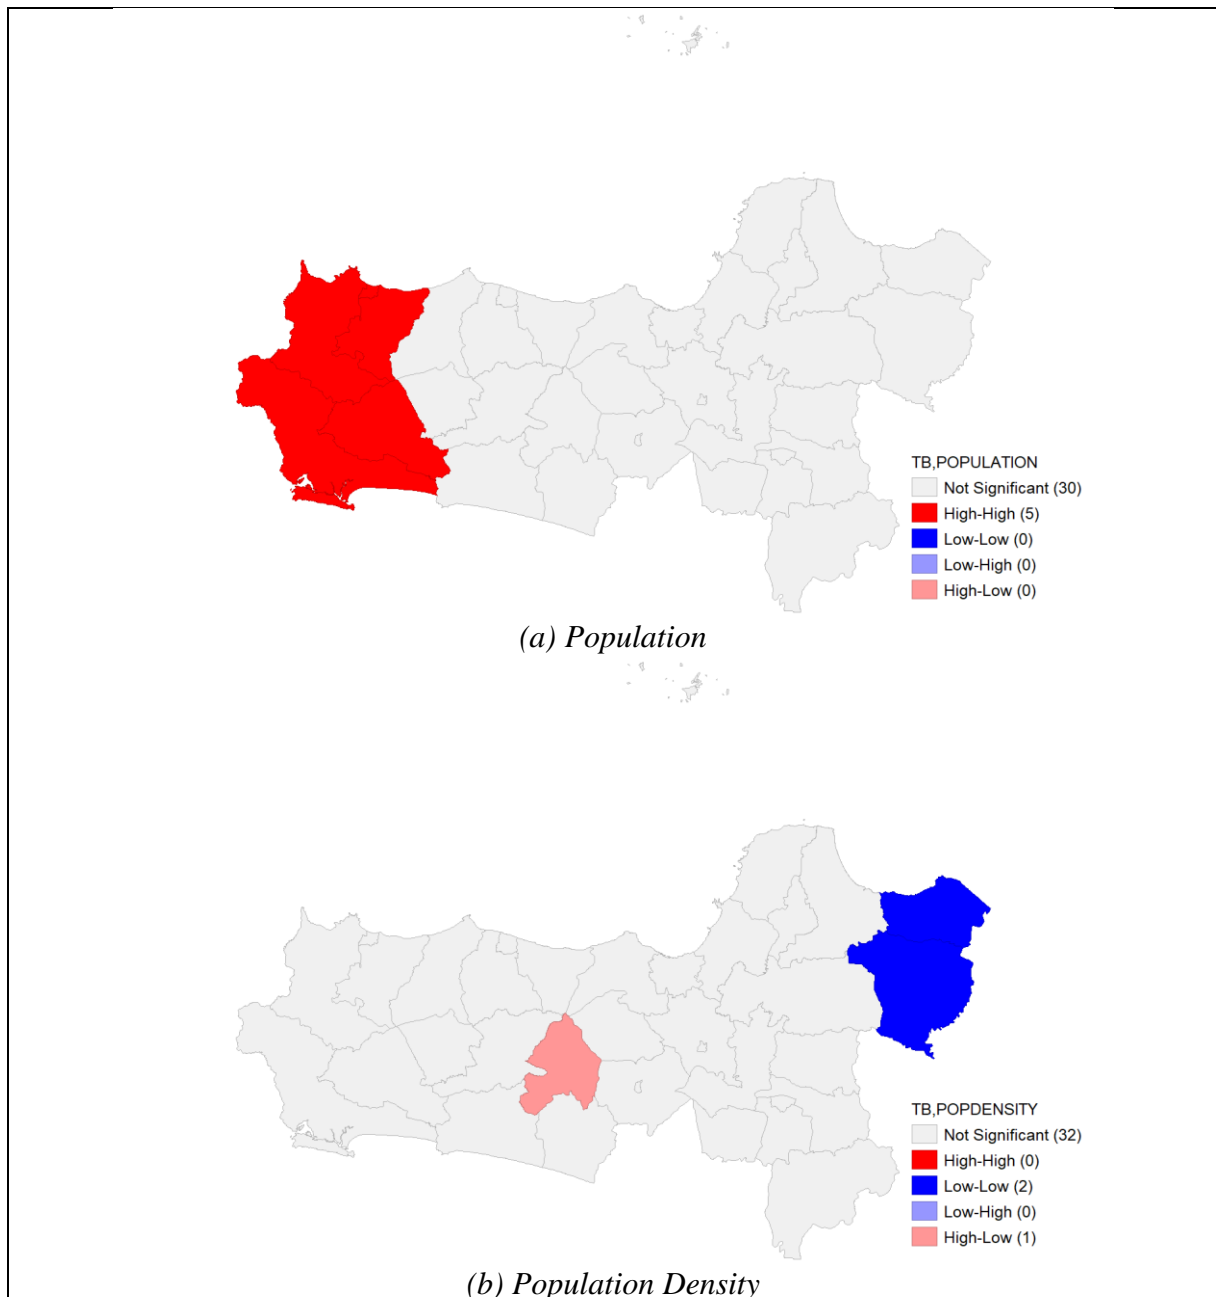 TB,POPULATION
Not Significant (30)
High-High (5)
Low-Low (0)
Low-High (0)
High-Low (0)
(a) Population
TB,POPDENSITY
Not Significant (32)
High-High (0)
Low-Low (2)
Low-High (0)
High-Low (1)
(b) Population Density